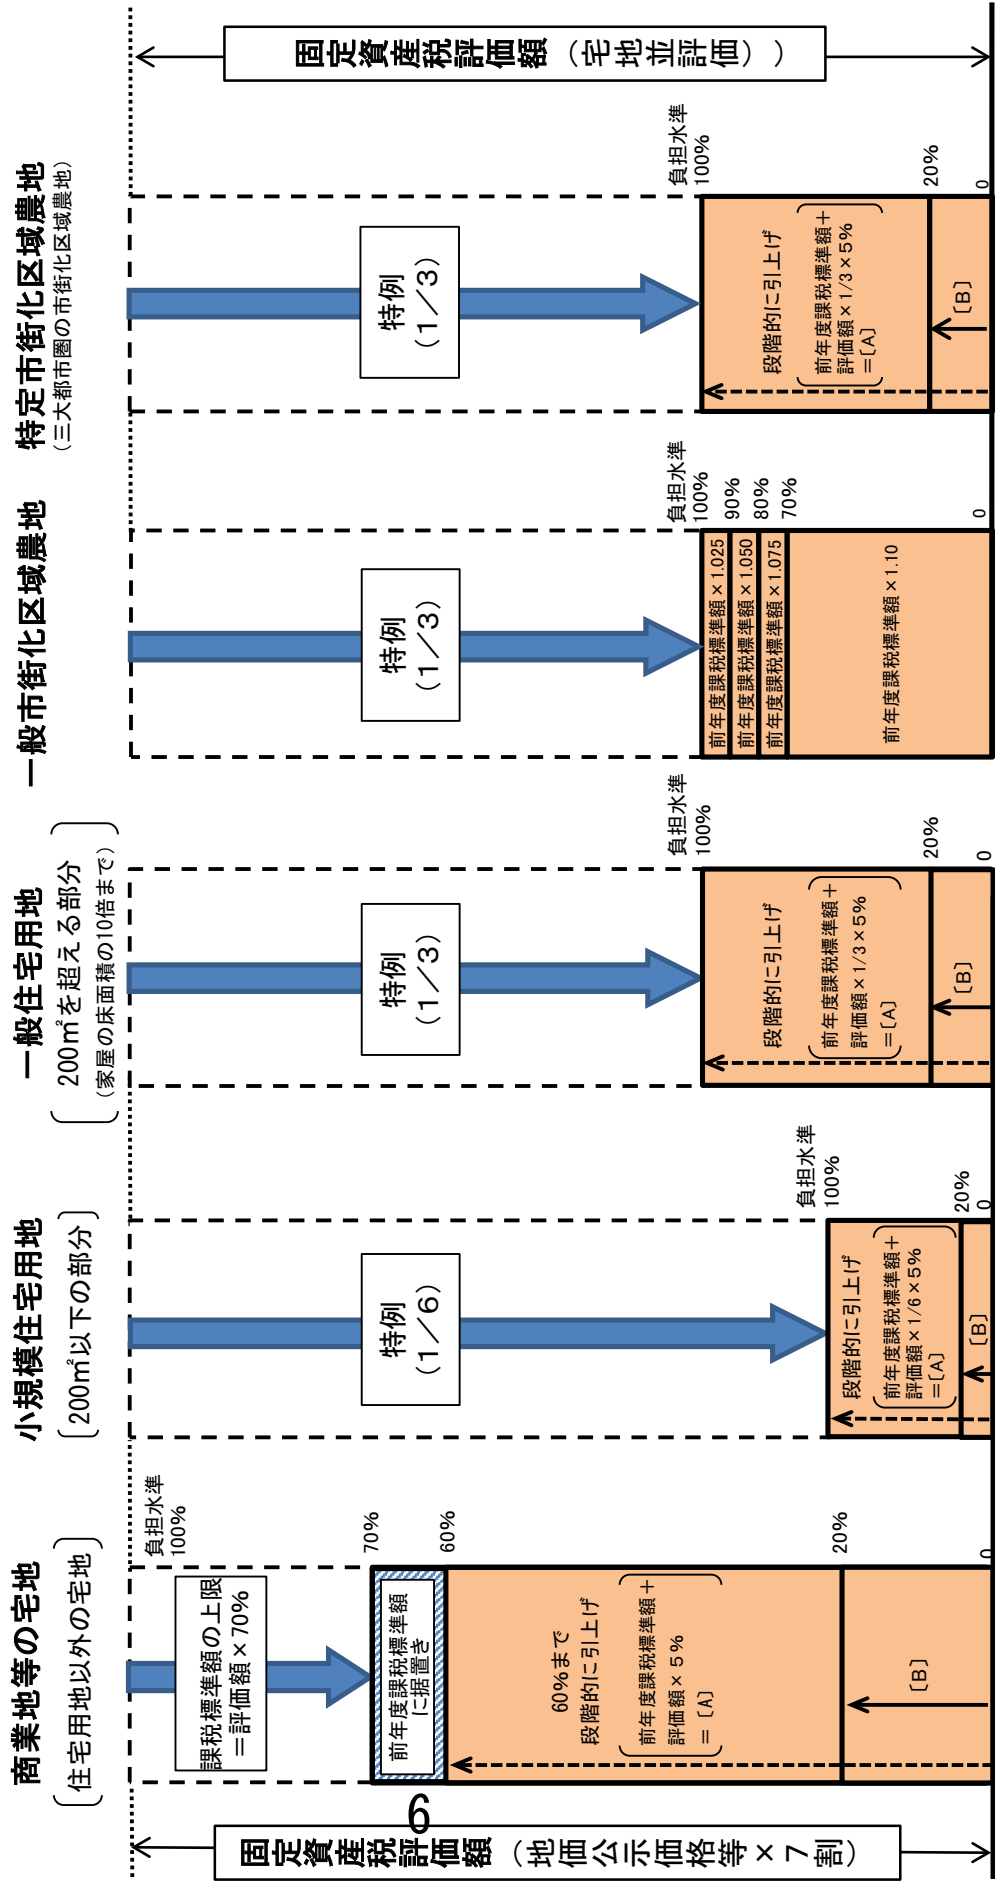 商業地等の宅地
住宅用地以外の宅地
固定資産税評価額（地価公示価格等×７割）
負担水準
100%
課税標準額の上限
＝評価額×70%
70%
前年度課税標準額
に据置き
60%
60%まで
段階的に引上げ
前年度課税標準額＋
評価額×５%
＝［A］
20%
［B］
0
小規模住宅用地
200㎡以下の部分
特例
（１／６）
負担水準
100%
段階的に引上げ
前年度課税標準額＋
評価額×1/6×５%
＝［A］
20%
［B］
0
一般住宅用地
200㎡を超える部分
（家屋の床面積の10倍まで）
特例
（１／３）
負担水準
100%
段階的に引上げ
前年度課税標準額＋
評価額×1/3×５%
＝［A］
20%
［B］
0
一般市街化区域農地
特例
（１／３）
負担水準
100%
前年度課税標準額×1.025
90%
前年度課税標準額×1.050
80%
前年度課税標準額×1.075
70%
前年度課税標準額×1.10
0
特定市街化区域農地
（三大都市圏の市街化区域農地）
特例
（１／３）
負担水準
100%
段階的に引上げ
前年度課税標準額＋
評価額×1/3×５%
＝［A］
20%
［B］
0
固定資産税評価額（宅地並評価））
6